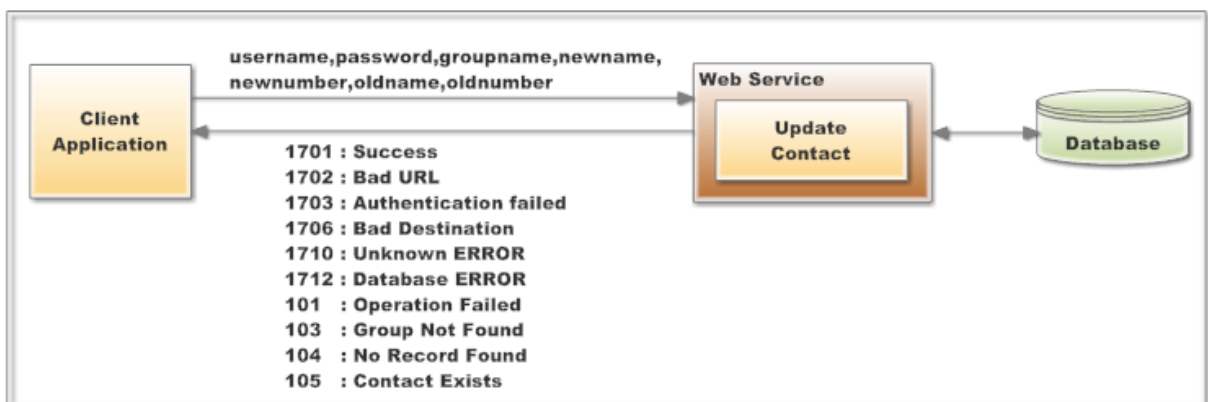 username,password,groupname,newname,
newnumber,oldname,oldnumber
Client
Application
Web Service
Update
Contact
Database
1701 : Success
1702 : Bad URL
1703 : Authentication failed
1706 : Bad Destination
1710 : Unknown ERROR
1712 : Database ERROR
101 : Operation Failed
103 : Group Not Found
104 : No Record Found
105 : Contact Exists